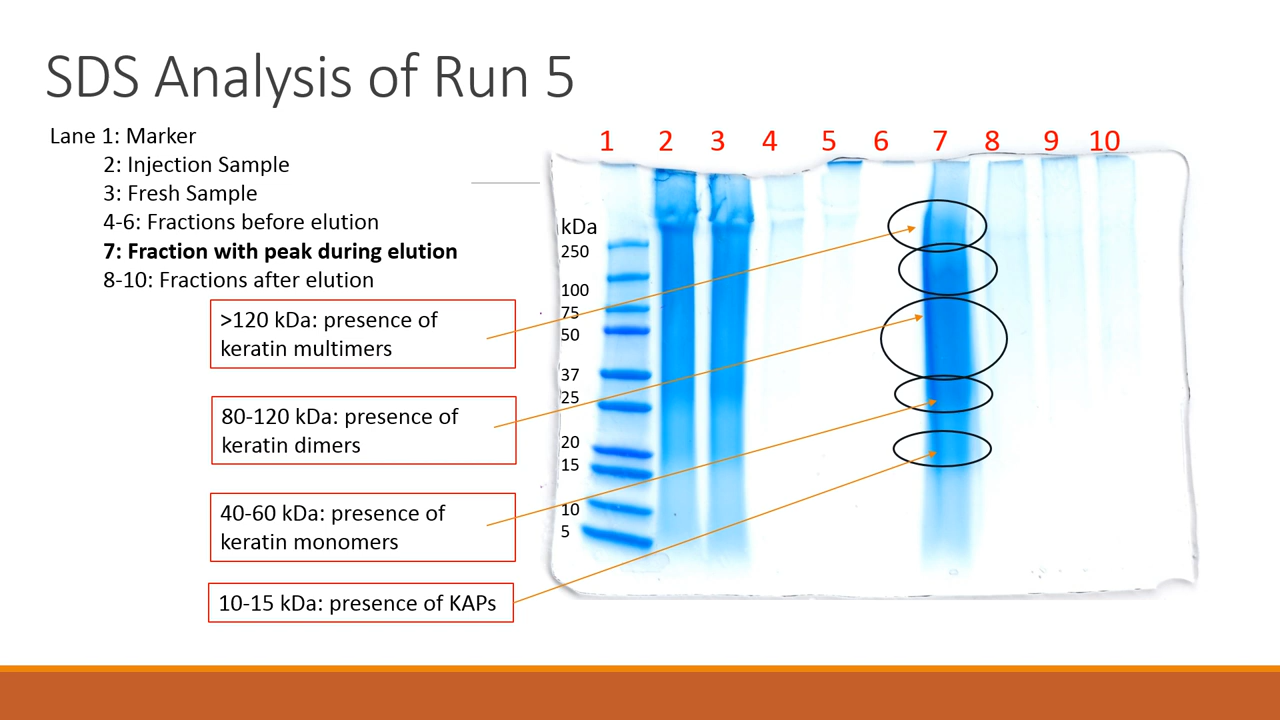 SDS Analysis of Run 5
Lane 1: Marker
2: Injection Sample
3: Fresh Sample
4-6: Fractions before elution
7: Fraction with peak during elution
8-10: Fractions after elution
>120 kDa: presence of
keratin multimers
80-120 kDa: presence of
keratin dimers
40-60 kDa: presence of
keratin monomers
10-15 kDa: presence of KAPs
1 2 3 4 5 6 7 8 9 10
kDa
250
100
75
50
37
25
20
15
10
5